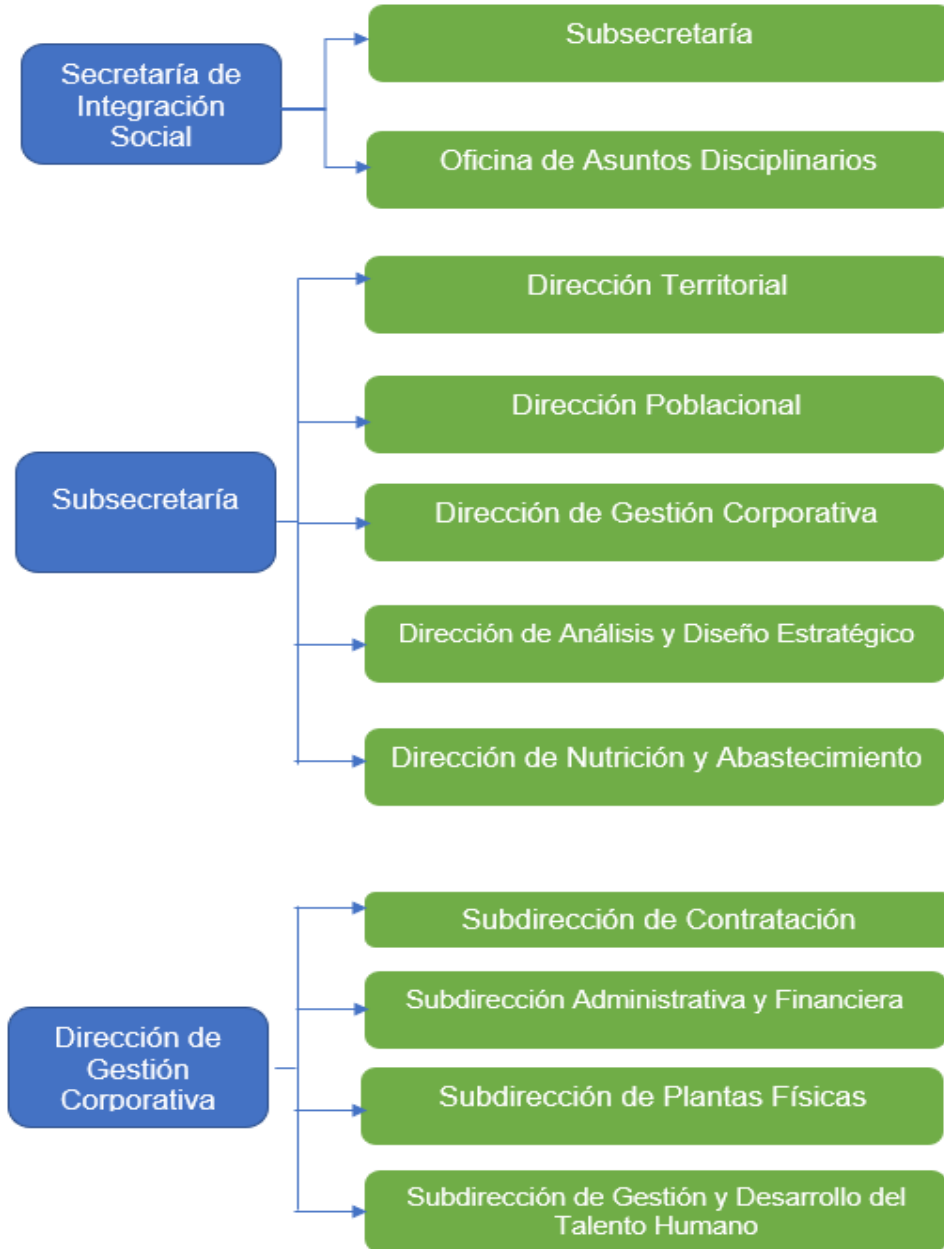 Secretaría de
Integración
Social
Subsecretaría
Oficina de Asuntos Disciplinarios
Subsecretaría
Dirección Territorial
Dirección Poblacional
Dirección de Gestión Corporativa
Dirección de Análisis y Diseño Estratégico
Dirección de Nutrición y Abastecimiento
Dirección de
Gestión
Corporativa
Subdirección de Contratación
Subdirección Administrativa y Financiera
Subdirección de Plantas Físicas
Subdirección de Gestión y Desarrollo del
Talento Humano